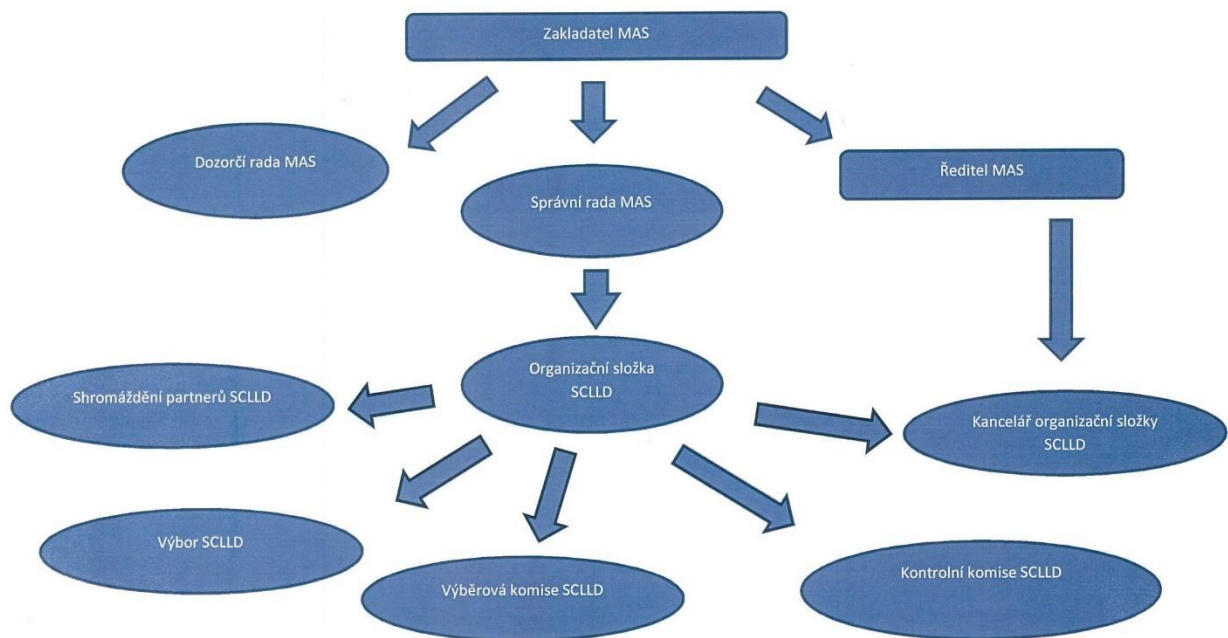 Zakladatel MAS
Dozorčí rada MAS
Správní rada MAS
Ředitel MAS
Organizační složka
SCLLD
Shromáždění partnerů SCLLD
Kancelář organizační složky
SCLLD
Výbor SCLLD
Výběrová komise SCLLD
Kontrolní komise SCLLD